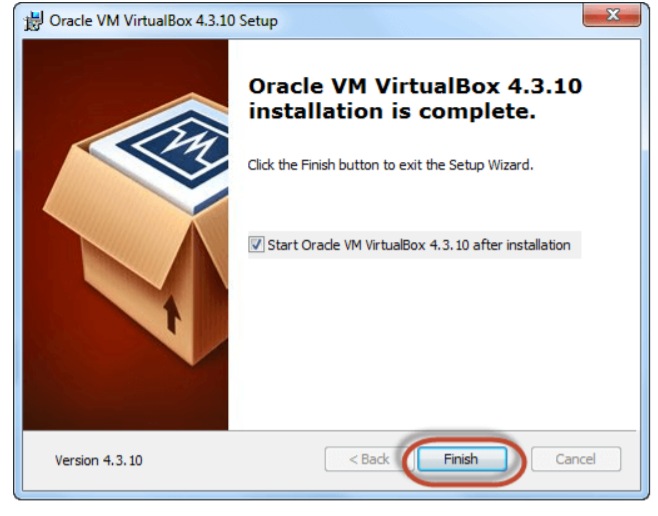 Oracle VM VirtualBox 4.3.10 Setup
Oracle VM VirtualBox 4.3.10
installation is complete.
Click the Finish button to exit the Setup Wizard.
Start Oracle VM VirtualBox 4.3.10 after installation
Version 4.3.10
< Back
Finish
Cancel